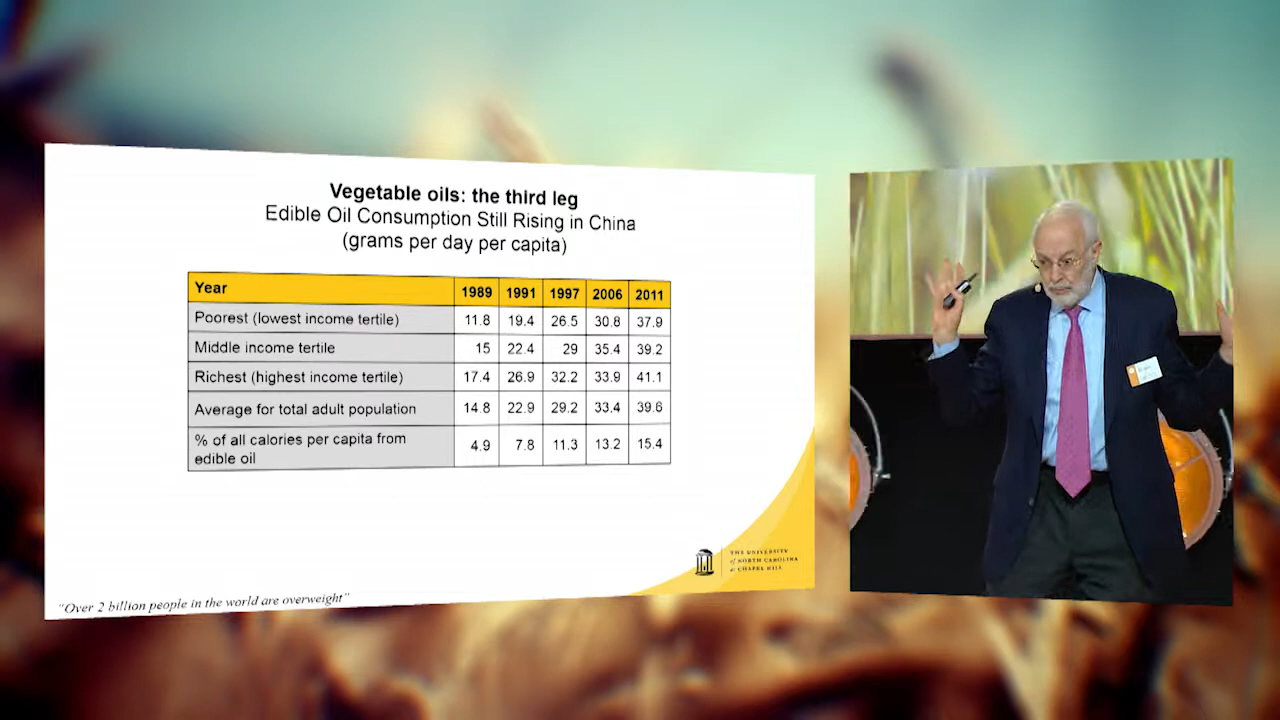 Vegetable oils: the third leg
Edible Oil Consumption Still Rising in China
(grams per day per capita)
Year 1989 1991 1997 2006 2011
Poorest (lowest income tertile) 11.8 19.4 26.5 30.8 37.9
Middle income tertile 15 22.4 29 35.4 39.2
Richest (highest income tertile) 17.4 26.9 32.2 33.9 41.1
Average for total adult population 14.8 22.9 29.2 33.4 39.6
% of all calories per capita from
edible oil 4.9 7.8 11.3 13.2 15.4
THE UNIVERSITY
of NORTH CAROLINA
at CHAPEL HILL
"Over 2 billion people in the world are overweight"